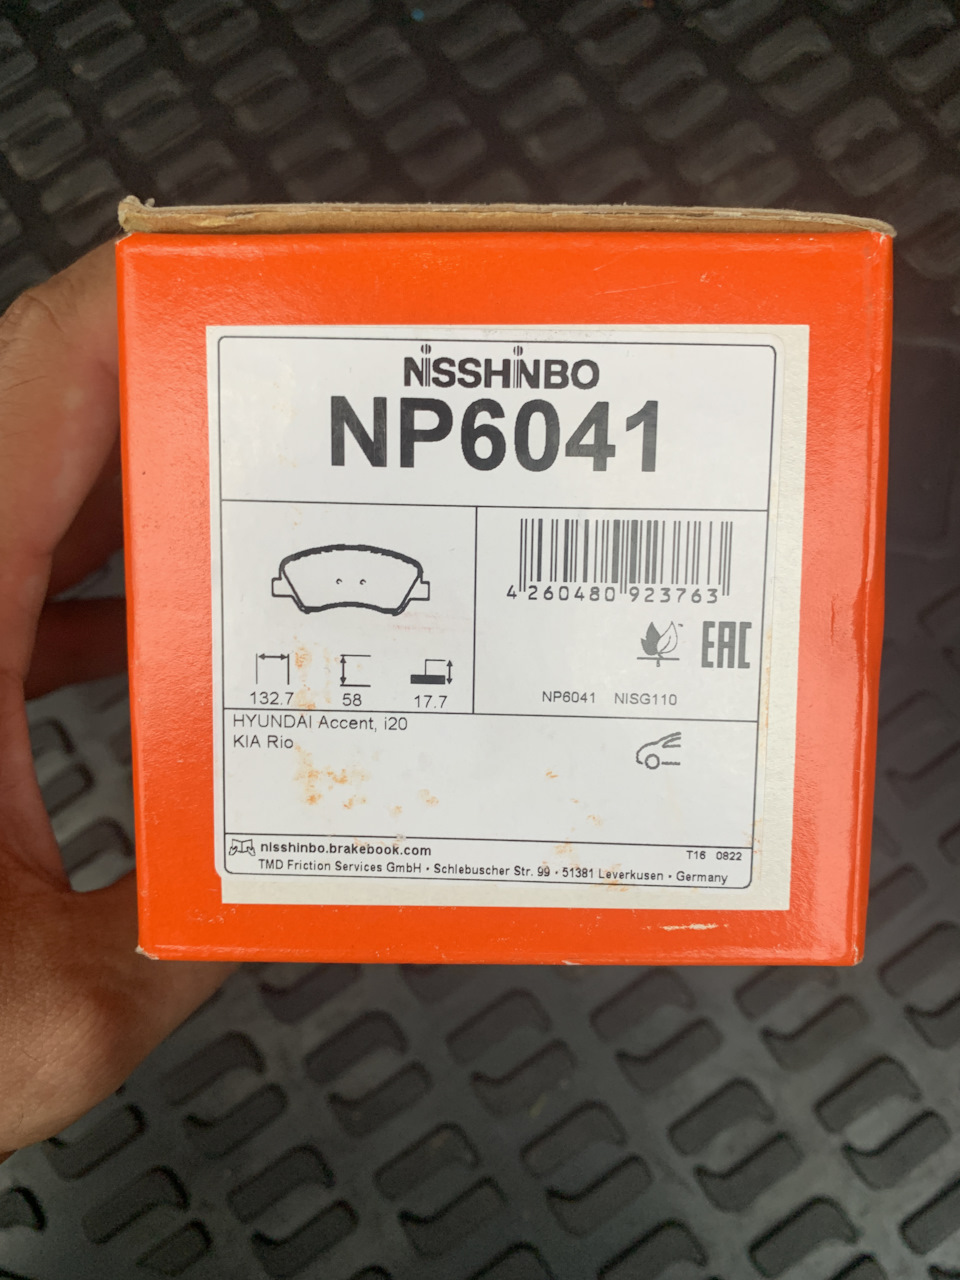 NiSSHiNBO
NP6041
4 260480 923763
EAC
132.7 58 17.7
NP6041 NISG110
HYUNDAI Accent, i20
KIA Rio
nisshinbo.brakebook.com
T16 0822
TMD Friction Services GmbH • Schlebuscher Str. 99 • 51381 Leverkusen • Germany